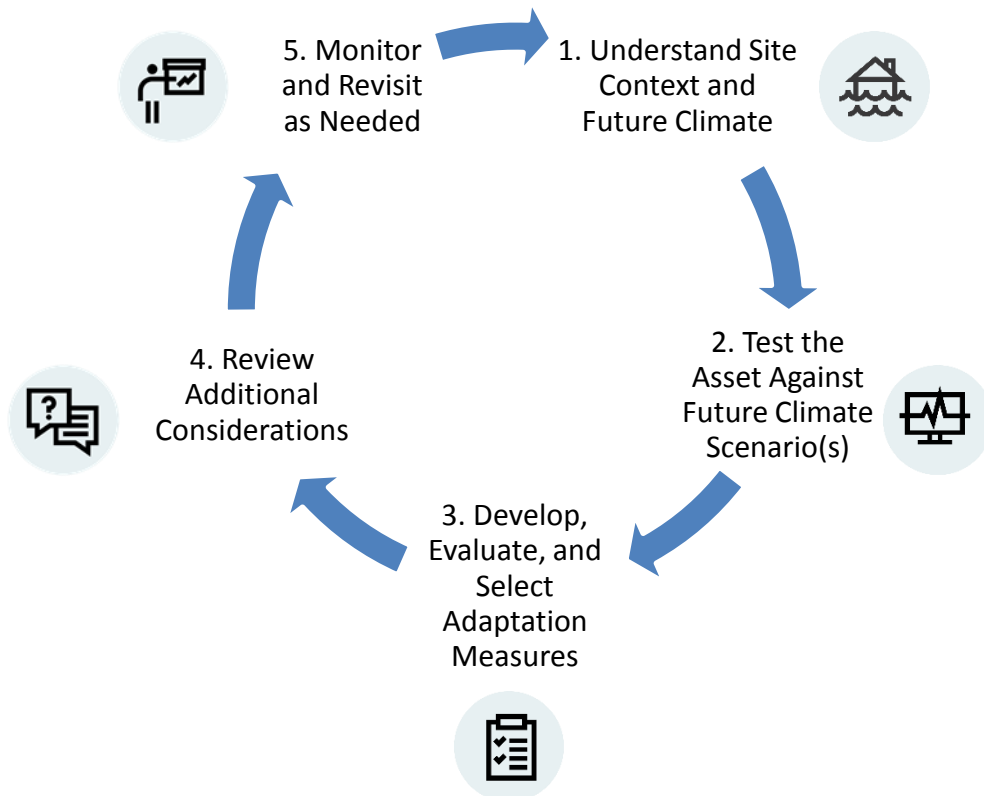 1. Understand Site
Context and
Future Climate
2. Test the
Asset Against
Future Climate
Scenario(s)
3. Develop,
Evaluate, and
Select
Adaptation
Measures
4. Review
Additional
Considerations
5. Monitor
and Revisit
as Needed
?